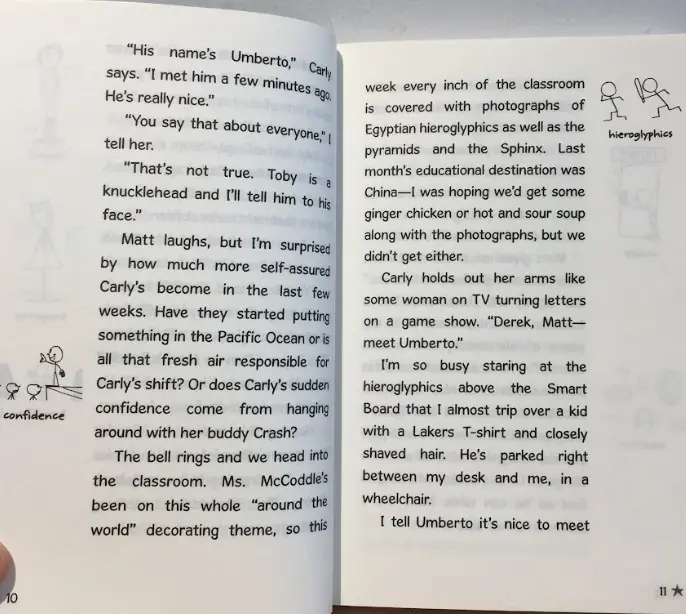 “His name’s Umberto,” Carly
says. “I met him a few minutes ago.
He’s really nice.”
“You say that about everyone,” I
tell her.
“That’s not true. Toby is a
knucklehead and I’ll tell him to his
face.”
Matt laughs, but I’m surprised
by how much more self-assured
Carly’s become in the last few
weeks. Have they started putting
something in the Pacific Ocean or is
all that fresh air responsible for
Carly’s shift? Or does Carly’s sudden
confidence come from hanging
around with her buddy Crash?
The bell rings and we head into
the classroom. Ms. McCoddle’s
been on this whole “around the
world” decorating theme, so this
confidence
10
week every inch of the classroom
is covered with photographs of
Egyptian hieroglyphics as well as the
pyramids and the Sphinx. Last
month’s educational destination was
China—I was hoping we’d get some
ginger chicken or hot and sour soup
along with the photographs, but we
didn’t get either.
Carly holds out her arms like
some woman on TV turning letters
on a game show. “Derek, Matt—
meet Umberto.”
I’m so busy staring at the
hieroglyphics above the Smart
Board that I almost trip over a kid
with a Lakers T-shirt and closely
shaved hair. He’s parked right
between my desk and me, in a
wheelchair.
I tell Umberto it’s nice to meet
hieroglyphics
11